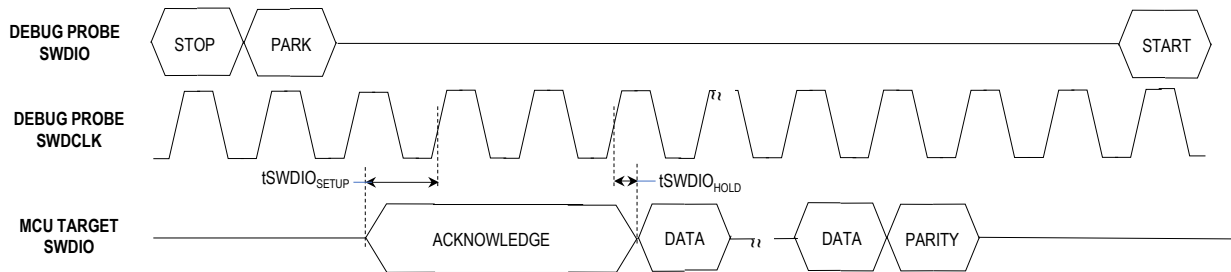 DEBUG PROBE
SWDIO
STOP
PARK
START
DEBUG PROBE
SWDCLK
tSWDIOSETUP
tSWDIOHOLD
MCU TARGET
SWDIO
ACKNOWLEDGE
DATA
DATA
PARITY